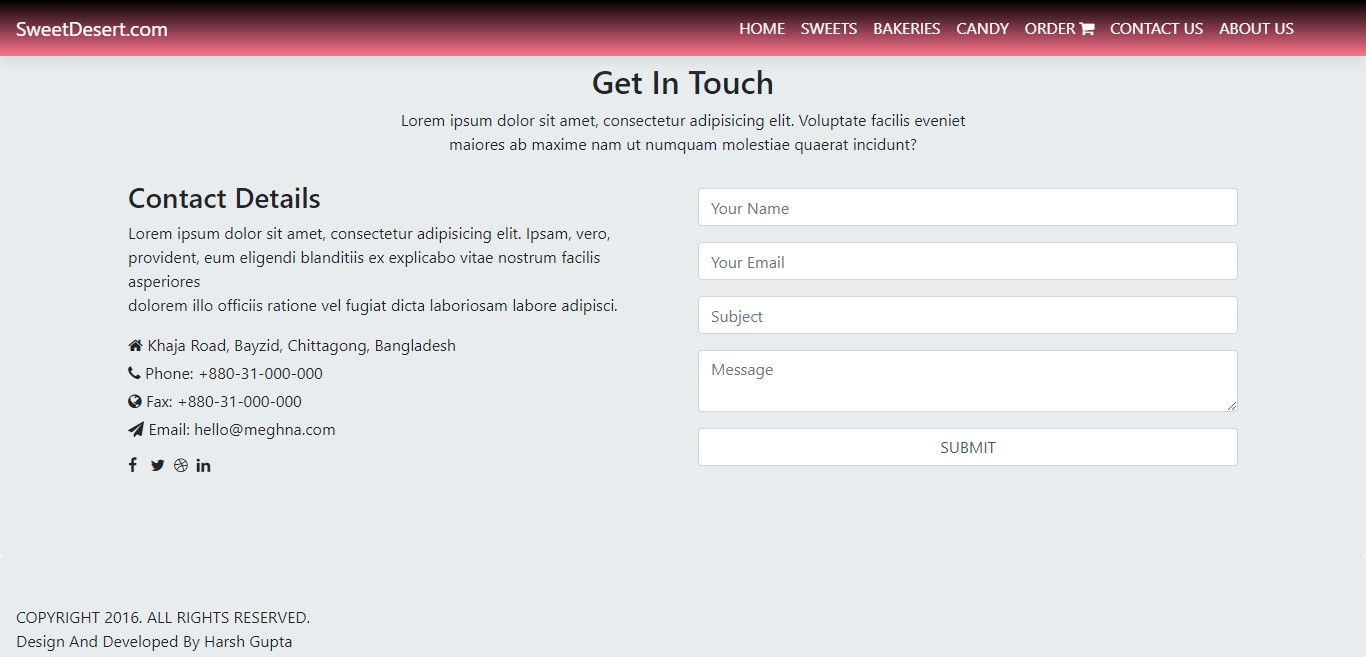 SweetDesert.com
HOME SWEETS BAKERIES CANDY ORDER CONTACT US ABOUT US
Get In Touch
Lorem ipsum dolor sit amet, consectetur adipisicing elit. Voluptate facilis eveniet
maiores ab maxime nam ut numquam molestiae quaerat incidunt?
Contact Details
Lorem ipsum dolor sit amet, consectetur adipisicing elit. Ipsam, vero,
provident, eum eligendi blanditiis ex explicabo vitae nostrum facilis
asperiores
dolorem illo officiis ratione vel fugiat dicta laboriosam labore adipisci.
Khaja Road, Bayzid, Chittagong, Bangladesh
Phone: +880-31-000-000
Fax: +880-31-000-000
Email: hello@meghna.com
Your Name
Your Email
Subject
Message
SUBMIT
COPYRIGHT 2016. ALL RIGHTS RESERVED.
Design And Developed By Harsh Gupta